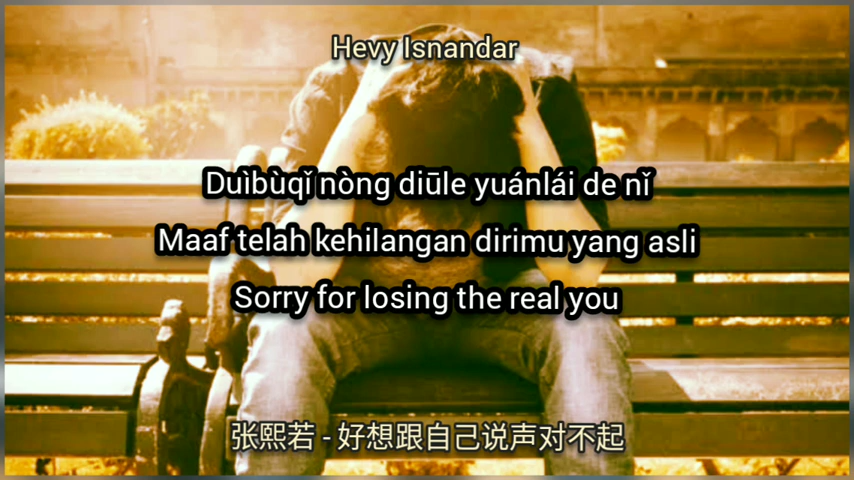 Hevy Isnandar
Duìbùqǐ nòng diūle yuánlái de nǐ
Maaf telah kehilangan dirimu yang asli
Sorry for losing the real you
张熙若 - 好想跟自己说声对不起